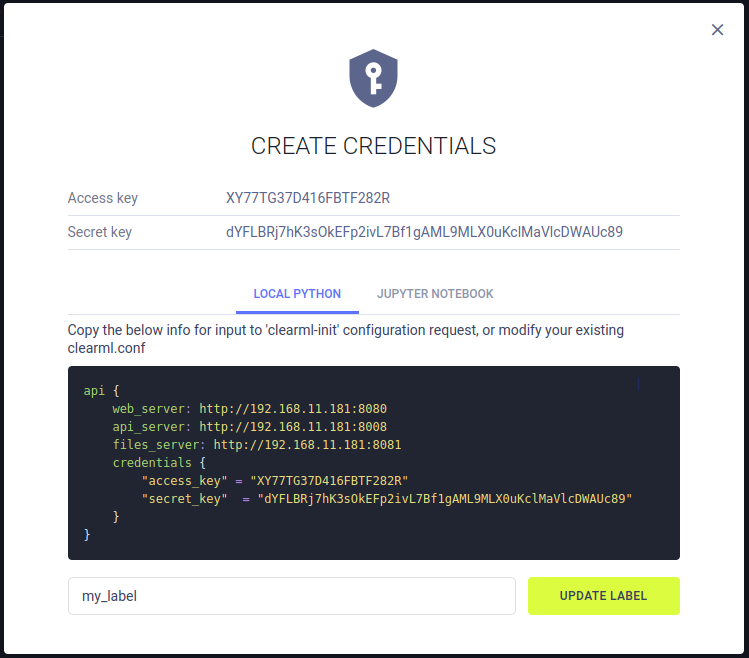 CREATE CREDENTIALS
Access key XY77TG37D416FBTF282R
Secret key dYFLBRj7hK3sOkEFp2ivL7Bf1gAML9MLX0uKclMaVlcDWAUc89
LOCAL PYTHON JUPYTER NOTEBOOK
Copy the below info for input to 'clearml-init' configuration request, or modify your existing
clearml.conf
api {
    web_server: http://192.168.11.181:8080
    api_server: http://192.168.11.181:8008
    files_server: http://192.168.11.181:8081
    credentials {
        "access_key" = "XY77TG37D416FBTF282R"
        "secret_key"  = "dYFLBRj7hK3sOkEFp2ivL7Bf1gAML9MLX0uKclMaVlcDWAUc89"
    }
}
my_label UPDATE LABEL